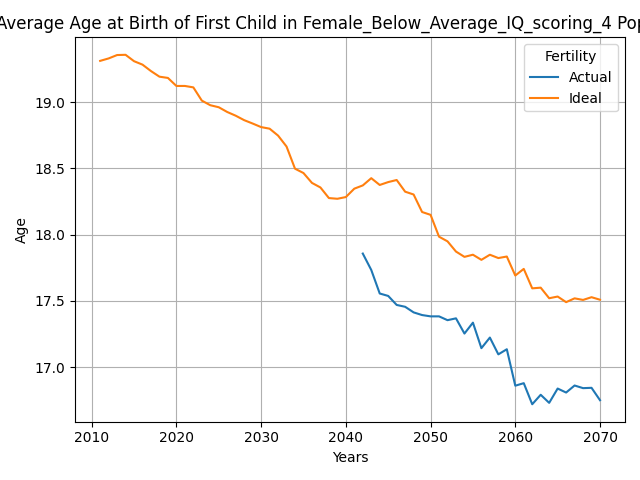 Average Age at Birth of First Child in Female_Below_Average_IQ_scoring_4 Pop
Fertility
Actual
Ideal
19.0
18.5
18.0
17.5
17.0
Age
2010 2020 2030 2040 2050 2060 2070
Years